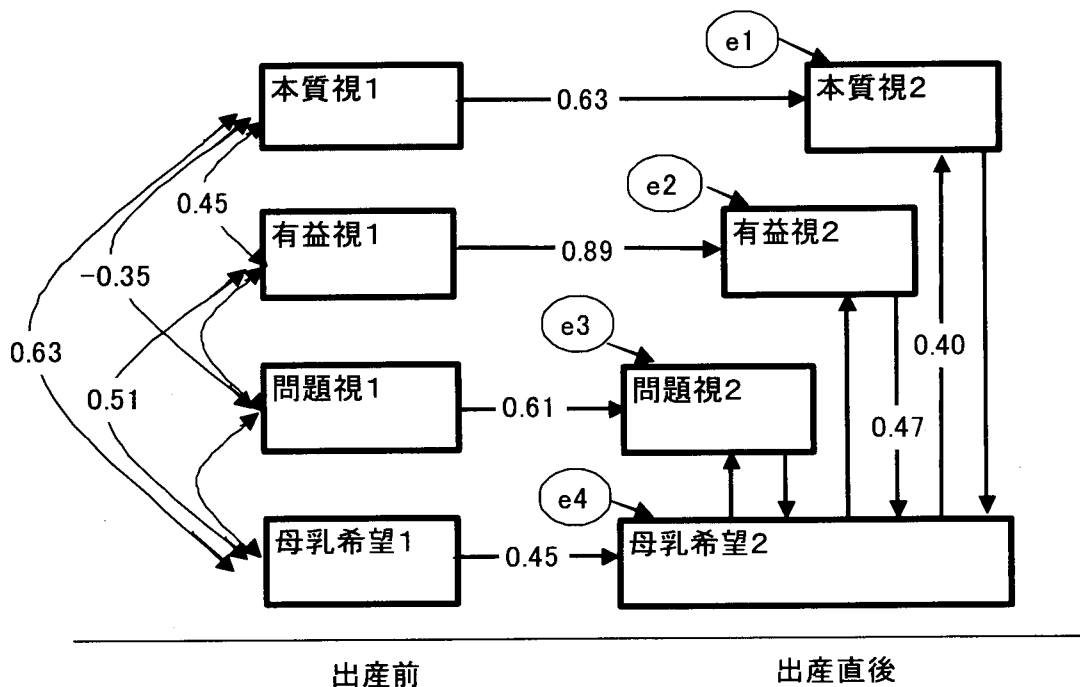 e1
本質視1
0.63
本質視2
e2
0.45
有益視1
0.89
有益視2
-0.35
e3
0.63
0.40
0.51
問題視1
0.61
問題視2
0.47
e4
母乳希望1
0.45
母乳希望2
出産前
出産直後